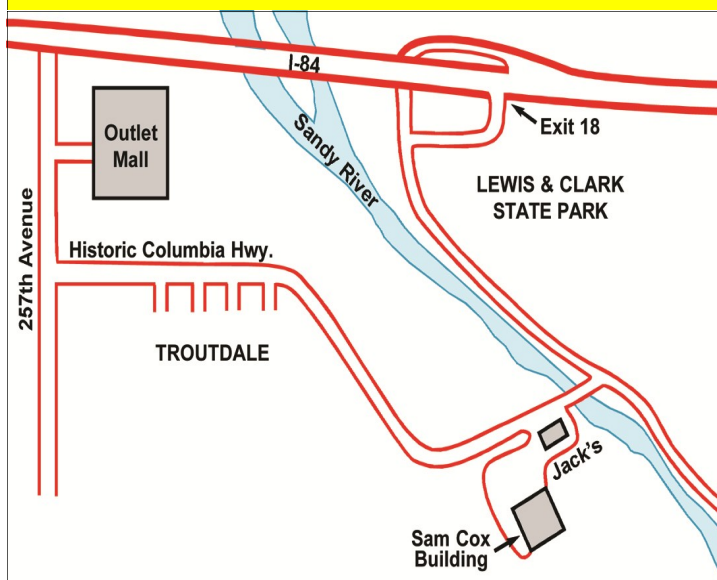 I-84
Outlet
Mall
Sandy River
Exit 18
LEWIS & CLARK
STATE PARK
257th Avenue
Historic Columbia Hwy.
TROUTDALE
Jack's
Sam Cox
Building